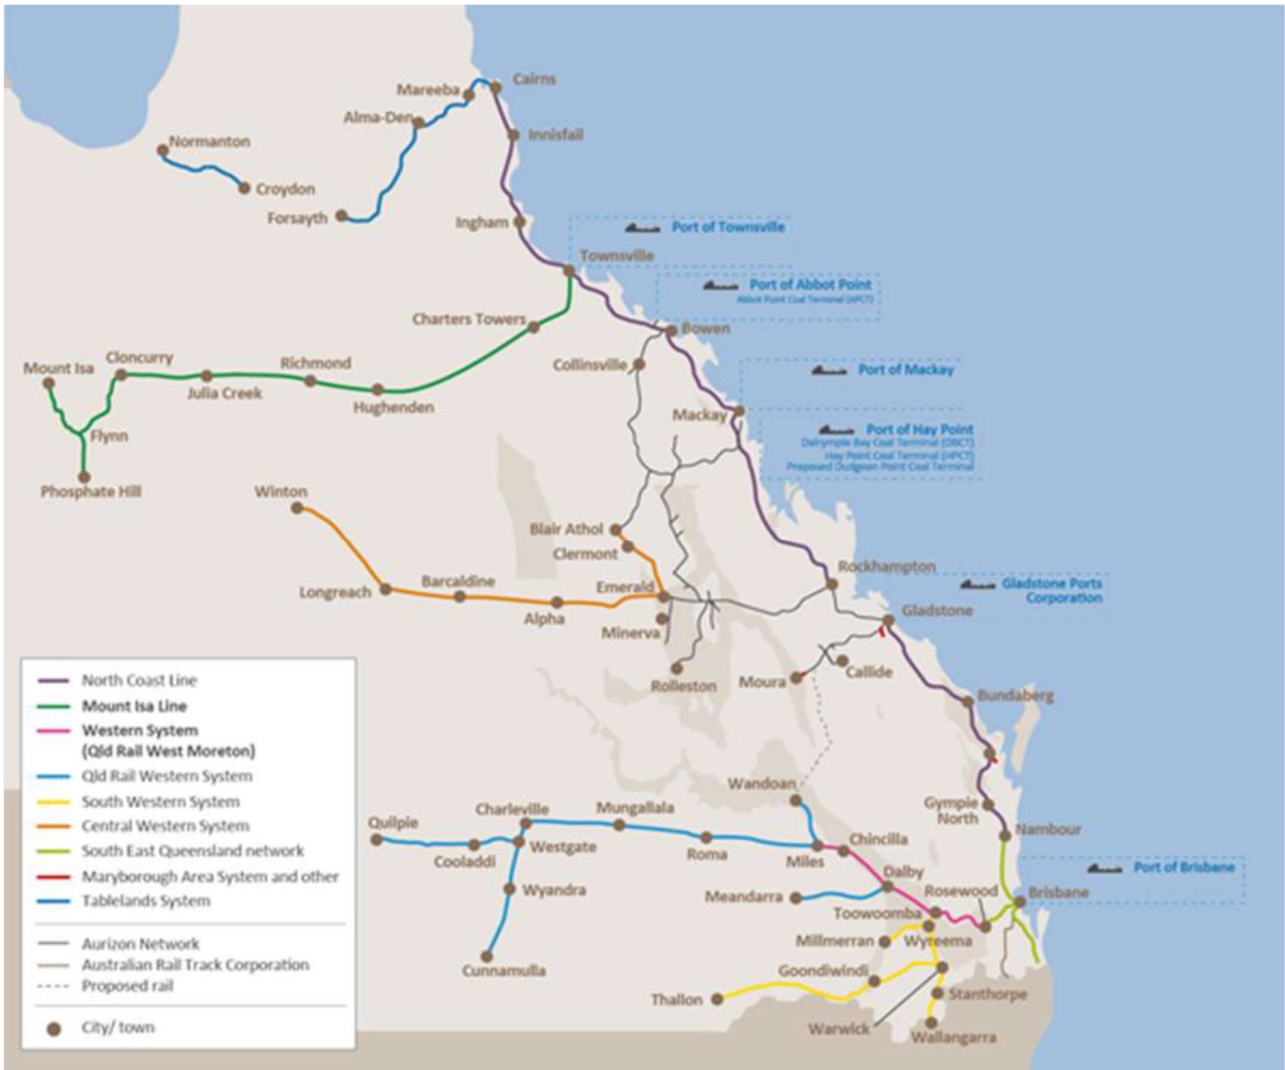 Cairns
Mareeba
Alma-Den
Innisfail
Normanton
Croydon
Forsayth
Ingham
Port of Townsville
Townsville
Port of Abbot Point
Abbot Point Coal Terminal (APCT)
Charters Towers
Bowen
Collinsville
Mount Isa
Cloncurry
Richmond
Julia Creek
Hughenden
Port of Mackay
Mackay
Flynn
Port of Hay Point
Dalrymple Bay Coal Terminal (DBCT)
Hay Point Coal Terminal (HPCT)
Proposed Dudgeon Point Coal Terminal
Phosphate Hill
Winton
Blair Athol
Clermont
Rockhampton
Longreach
Barcaldine
Emerald
Gladstone Ports
Corporation
Alpha
Gladstone
Minerva
Rolleston
Moura
Callide
Bundaberg
North Coast Line
Mount Isa Line
Western System
(Qld Rail West Moreton)
Qld Rail Western System
South Western System
Central Western System
South East Queensland network
Maryborough Area System and other
Tablelands System
Aurizon Network
Australian Rail Track Corporation
Proposed rail
City/ town
Wandoan
Gympie
North
Nambour
Quilpie
Charleville
Mungallala
Chincilla
Cooladdi
Westgate
Roma
Miles
Dalby
Port of Brisbane
Wyandra
Meandarra
Rosewood
Brisbane
Toowoomba
Millmerran
Wyreema
Cunnamulla
Goondiwindi
Thallon
Stanthorpe
Warwick
Wallangarra